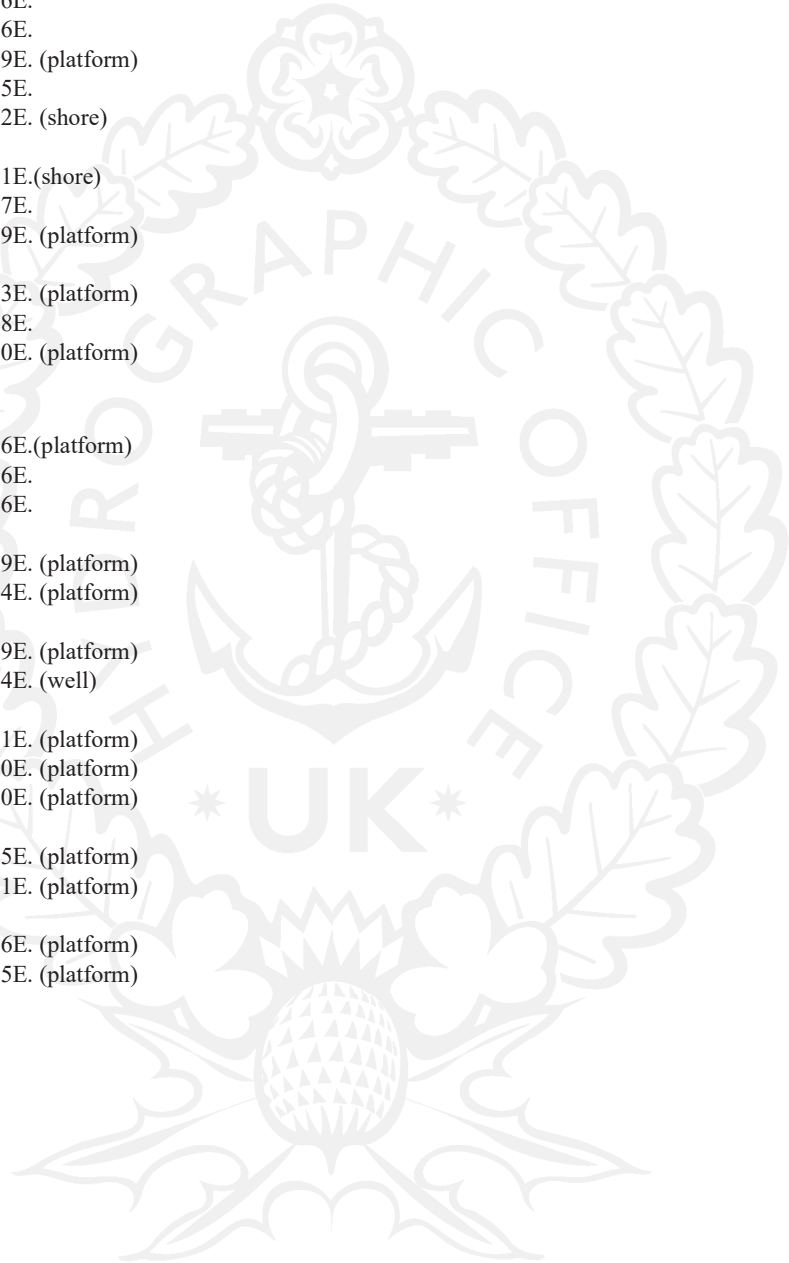 6E.
6E.
9E. (platform)
5E.
2E. (shore)
1E.(shore)
7E.
9E. (platform)
3E. (platform)
8E.
0E. (platform)
6E.(platform)
6E.
6E.
9E. (platform)
4E. (platform)
9E. (platform)
4E. (well)
1E. (platform)
0E. (platform)
0E. (platform)
5E. (platform)
1E. (platform)
6E. (platform)
5E. (platform)
HYDROGRAPHIC OFFICE
* UK *